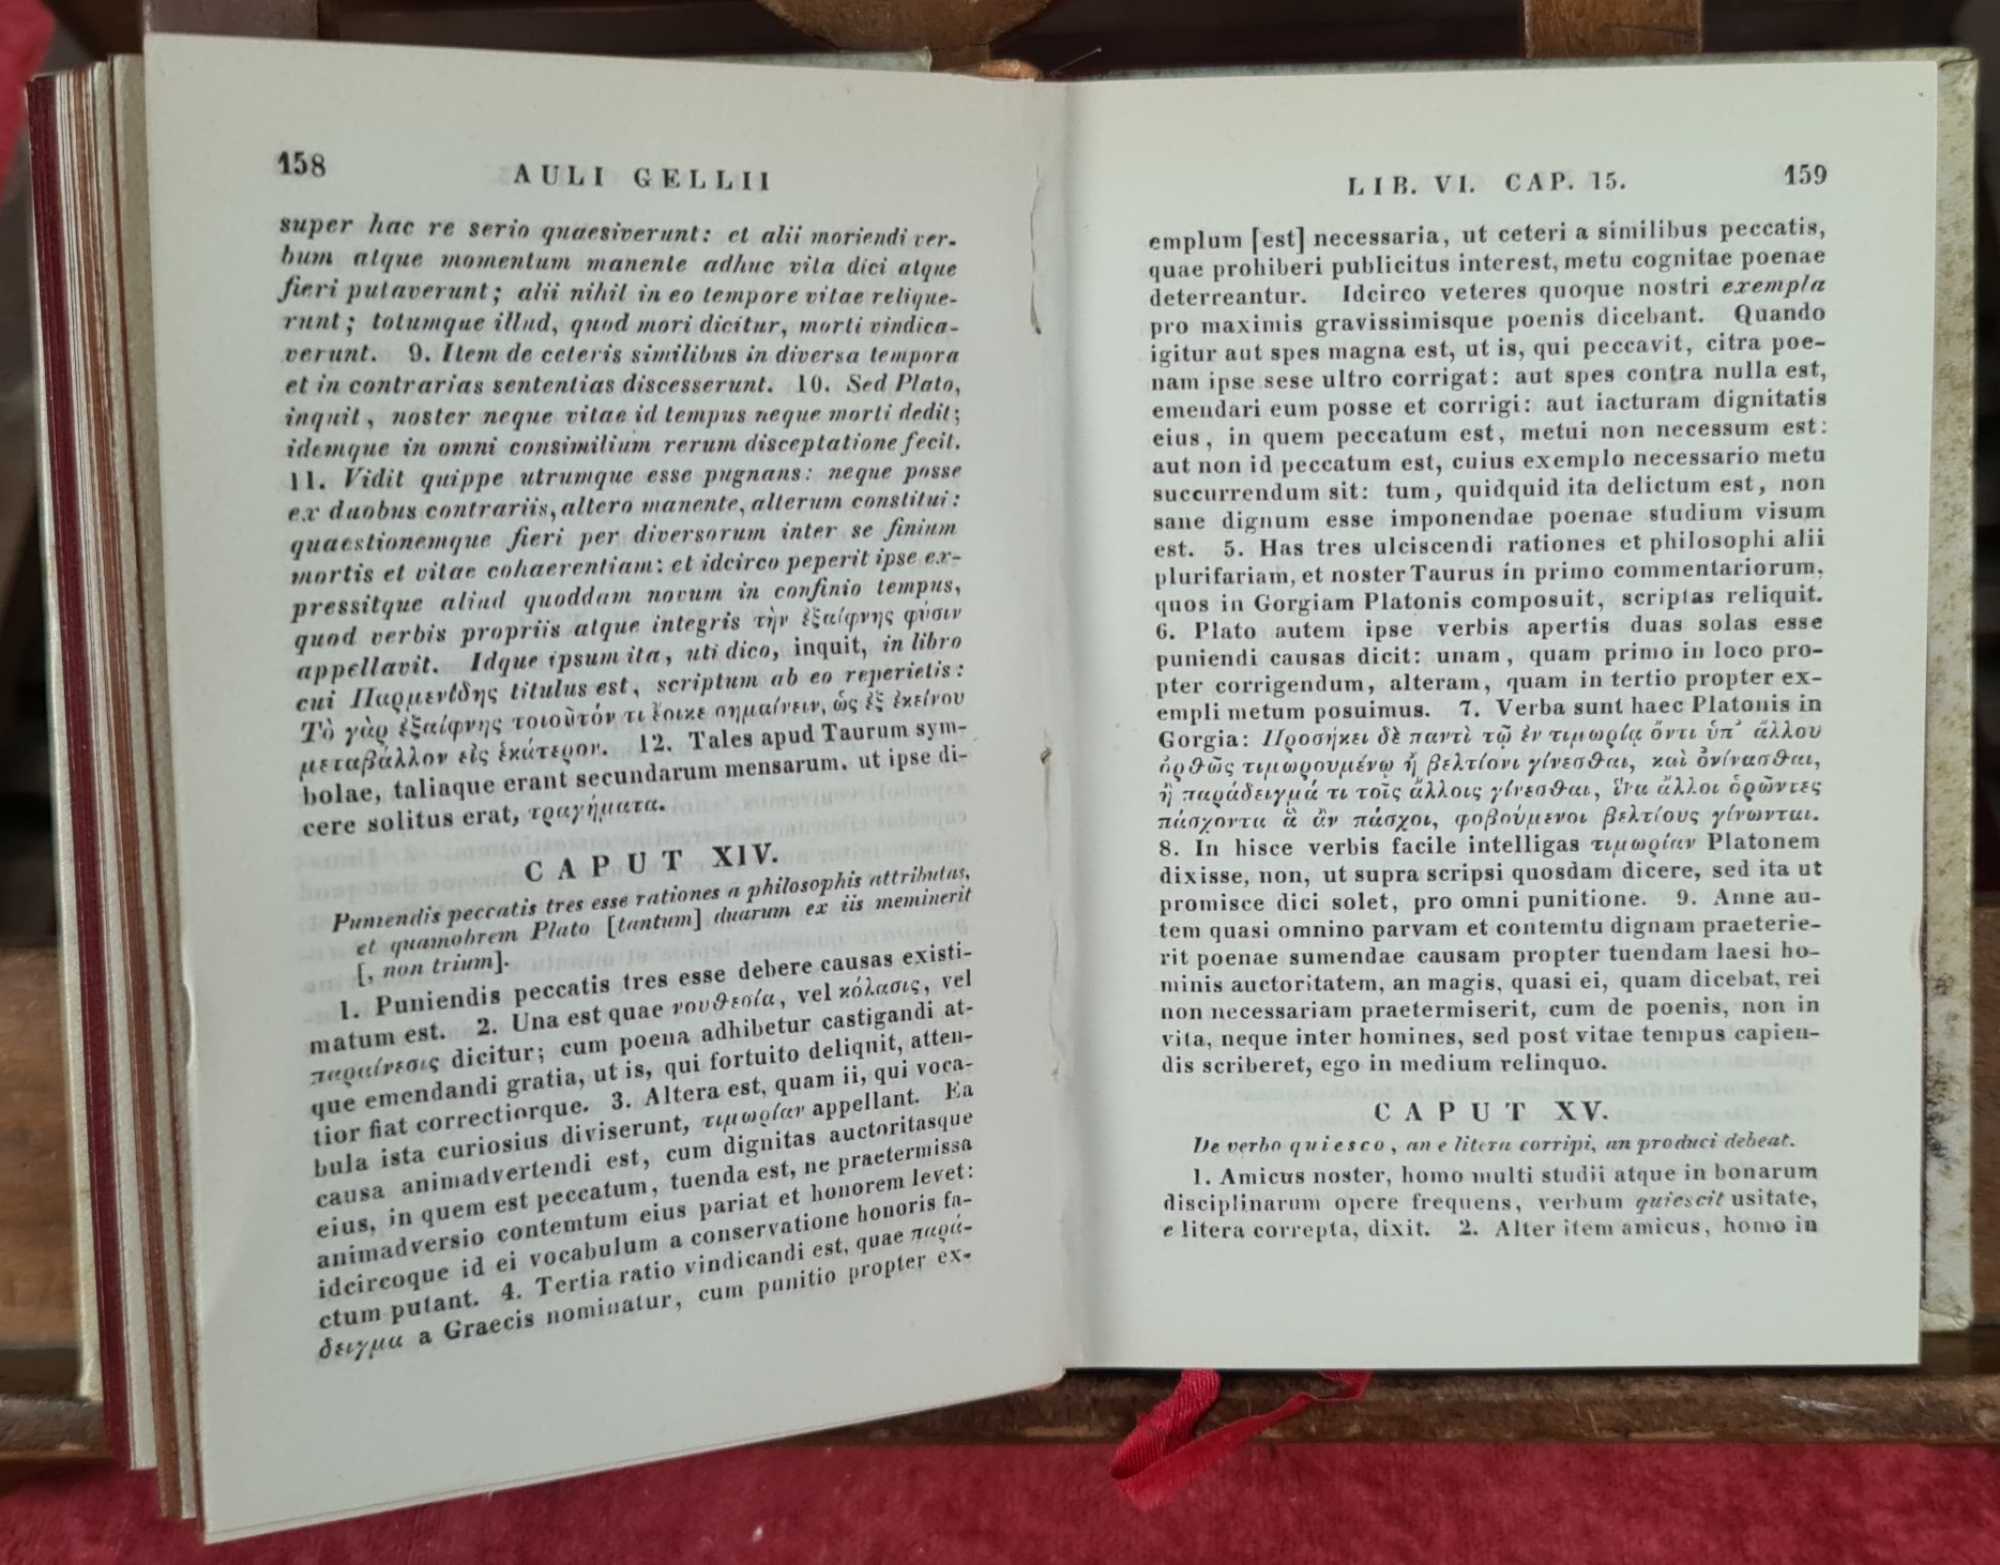 158 AULI GELLII
super hac re serio quaesiverunt: et alii moriendi ver-
bum atque momentum manente adhuc vita dici atque
fieri putaverunt; alii nihil in eo tempore vitae relique-
runt; totumque illud, quod mori dicitur, morti vindica-
verunt. 9. Item de ceteris similibus in diversa tempora
et in contrarias sententias discesserunt. 10. Sed Plato,
inquit, noster neque vitae id tempus neque morti dedit;
idemque in omni consimilium rerum disceptatione fecit.
11. Vidit quippe utrumque esse pugnans: neque posse
ex duobus contrariis, altero manente, alterum constitui:
quaestionemque fieri per diversorum inter se finium
mortis et vitae cohaerentiam: et idcirco peperit ipse ex-
pressitque aliud quoddam novum in confinio tempus,
quod verbis propriis atque integris τὴν ἐξαίφνης φύσιν
appellavit. Idque ipsum ita, uti dico, inquit, in libro
cui Παρμενίδης titulus est, scriptum ab eo reperietis:
Τὸ γὰρ ἐξαίφνης τοιοῦτόν τι ἔοικε σημαίνειν, ὡς ἐξ ἐκείνου
μεταβάλλον εἰς ἑκάτερον. 12. Tales apud Taurum sym-
bolae, taliaque erant secundarum mensarum, ut ipse di-
cere solitus erat, τραγήματα.
CAPUT XIV.
Puniendis peccatis tres esse rationes a philosophis attributas,
et quamobrem Plato [tantum] duarum ex iis meminerit
[, non trium].
1. Puniendis peccatis tres esse debere causas existi-
matum est. 2. Una est quae νουθεσία, vel κόλασις, vel
παραίνεσις dicitur; cum poena adhibetur castigandi at-
que emendandi gratia, ut is, qui fortuito deliquit, atten-
tior fiat correctiorque. 3. Altera est, quam ii, qui voca-
bula ista curiosius diviserunt, τιμωρίαν appellant. Ea
causa animadvertendi est, cum dignitas auctoritasque
eius, in quem est peccatum, tuenda est, ne praetermissa
animadversio contemtum eius pariat et honorem levet:
idcircoque id ei vocabulum a conservatione honoris fa-
ctum putant. 4. Tertia ratio vindicandi est, quae παρά-
δειγμα a Graecis nominatur, cum punitio propter ex-
LIB. VI. CAP. 15. 159
emplum [est] necessaria, ut ceteri a similibus peccatis,
quae prohiberi publicitus interest, metu cognitae poenae
deterreantur. Idcirco veteres quoque nostri exempla
pro maximis gravissimisque poenis dicebant. Quando
igitur aut spes magna est, ut is, qui peccavit, citra poe-
nam ipse sese ultro corrigat: aut spes contra nulla est,
emendari eum posse et corrigi: aut iacturam dignitatis
eius, in quem peccatum est, metui non necessum est:
aut non id peccatum est, cuius exemplo necessario metu
succurrendum sit: tum, quidquid ita delictum est, non
sane dignum esse imponendae poenae studium visum
est. 5. Has tres ulciscendi rationes et philosophi alii
plurifariam, et noster Taurus in primo commentariorum,
quos in Gorgiam Platonis composuit, scriptas reliquit.
6. Plato autem ipse verbis apertis duas solas esse
puniendi causas dicit: unam, quam primo in loco pro-
pter corrigendum, alteram, quam in tertio propter ex-
empli metum posuimus. 7. Verba sunt haec Platonis in
Gorgia: Προσήκει δὲ παντὶ τῷ ἐν τιμωρίᾳ ὄντι ὑπ' ἄλλου
ὀρθῶς τιμωρουμένῳ ἢ βελτίονι γίνεσθαι, καὶ ὀνίνασθαι,
ἢ παράδειγμά τι τοῖς ἄλλοις γίνεσθαι, ἵνα ἄλλοι ὁρῶντες
πάσχοντα ἃ ἂν πάσχοι, φοβούμενοι βελτίους γίνωνται.
8. In hisce verbis facile intelligas τιμωρίαν Platonem
dixisse, non, ut supra scripsi quosdam dicere, sed ita ut
promisce dici solet, pro omni punitione. 9. Anne au-
tem quasi omnino parvam et contemtu dignam praeterie-
rit poenae sumendae causam propter tuendam laesi ho-
minis auctoritatem, an magis, quasi ei, quam dicebat, rei
non necessariam praetermiserit, cum de poenis, non in
vita, neque inter homines, sed post vitae tempus capien-
dis scriberet, ego in medium relinquo.
CAPUT XV.
De verbo quiesco, an e litera corripi, an produci debeat.
1. Amicus noster, homo multi studii atque in bonarum
disciplinarum opere frequens, verbum quiescit usitate,
e litera correpta, dixit. 2. Alter item amicus, homo in